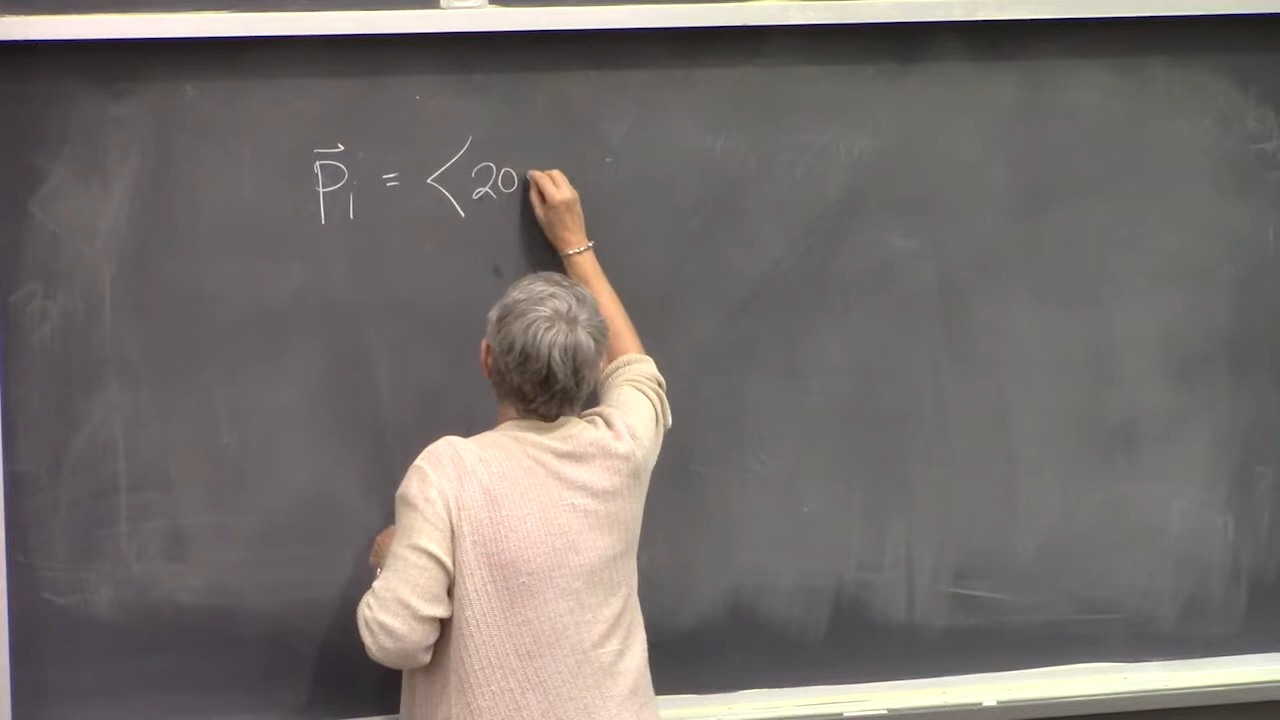 p⃗ᵢ = <20